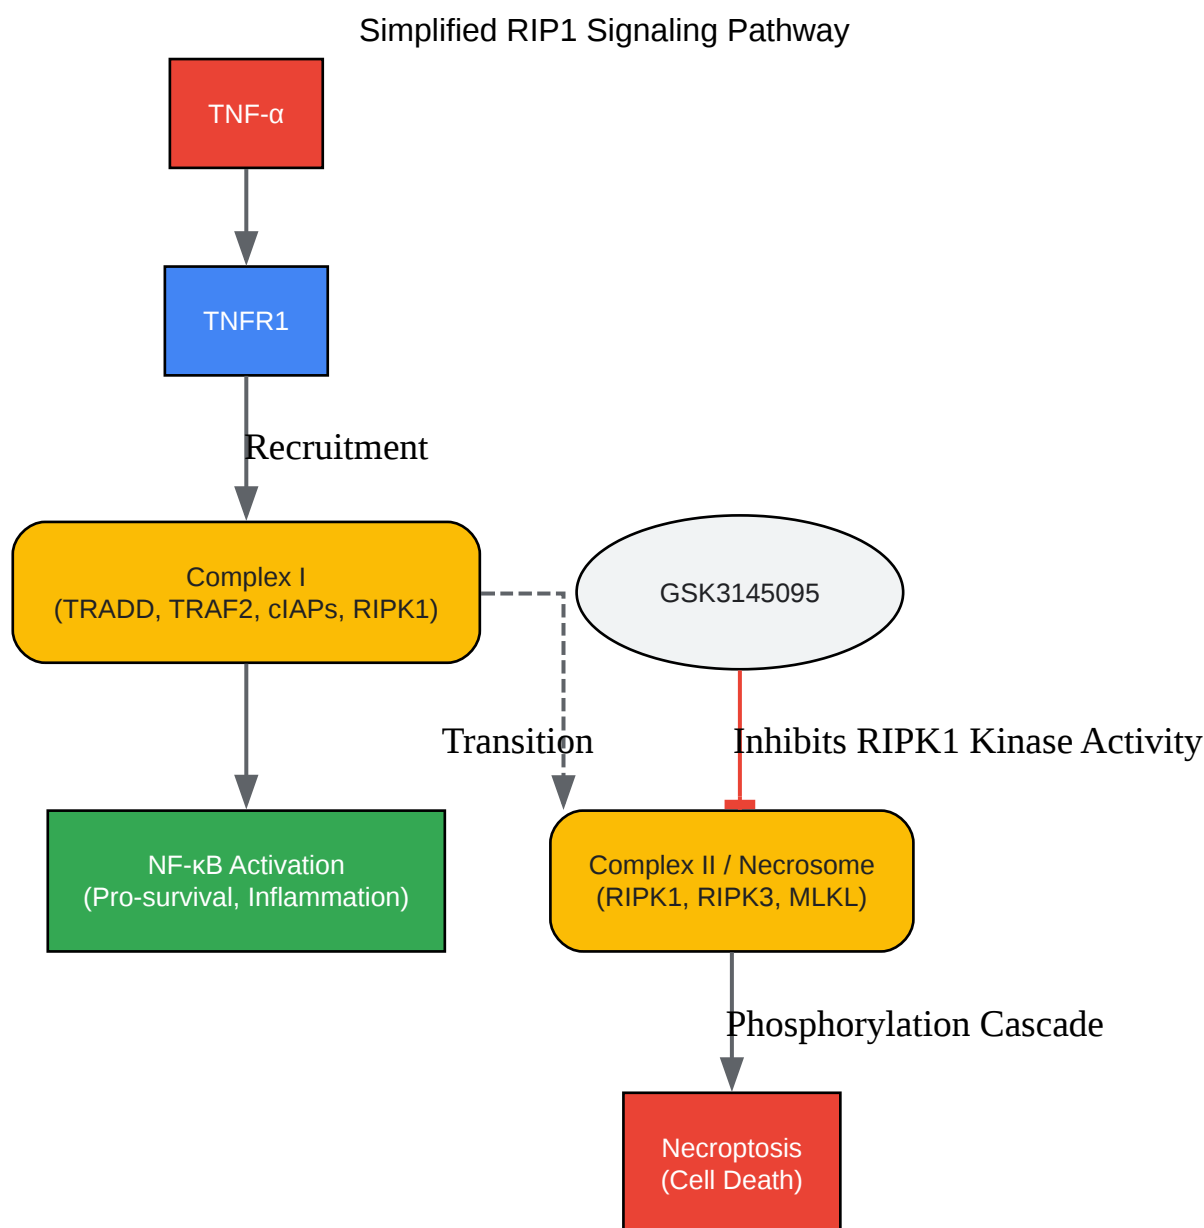 Simplified RIP1 Signaling Pathway
TNF-α
TNFR1
Recruitment
Complex I
(TRADD, TRAF2, cIAPs, RIPK1)
GSK3145095
Transition
Inhibits RIPK1 Kinase Activity
NF-κB Activation
(Pro-survival, Inflammation)
Complex II / Necrosome
(RIPK1, RIPK3, MLKL)
Phosphorylation Cascade
Necroptosis
(Cell Death)